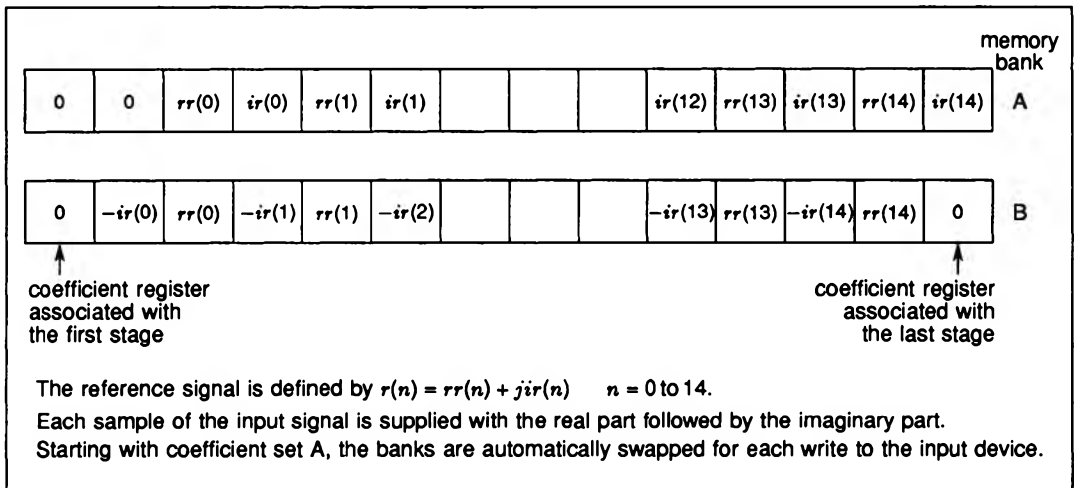 memory
bank
0 0 rr(0) ir(0) rr(1) ir(1) ir(12) rr(13) ir(13) rr(14) ir(14) A
0 −ir(0) rr(0) −ir(1) rr(1) −ir(2) −ir(13) rr(13) −ir(14) rr(14) 0 B
coefficient register
associated with
the first stage
coefficient register
associated with
the last stage
The reference signal is defined by r(n) = rr(n) + jir(n) n = 0 to 14.
Each sample of the input signal is supplied with the real part followed by the imaginary part.
Starting with coefficient set A, the banks are automatically swapped for each write to the input device.